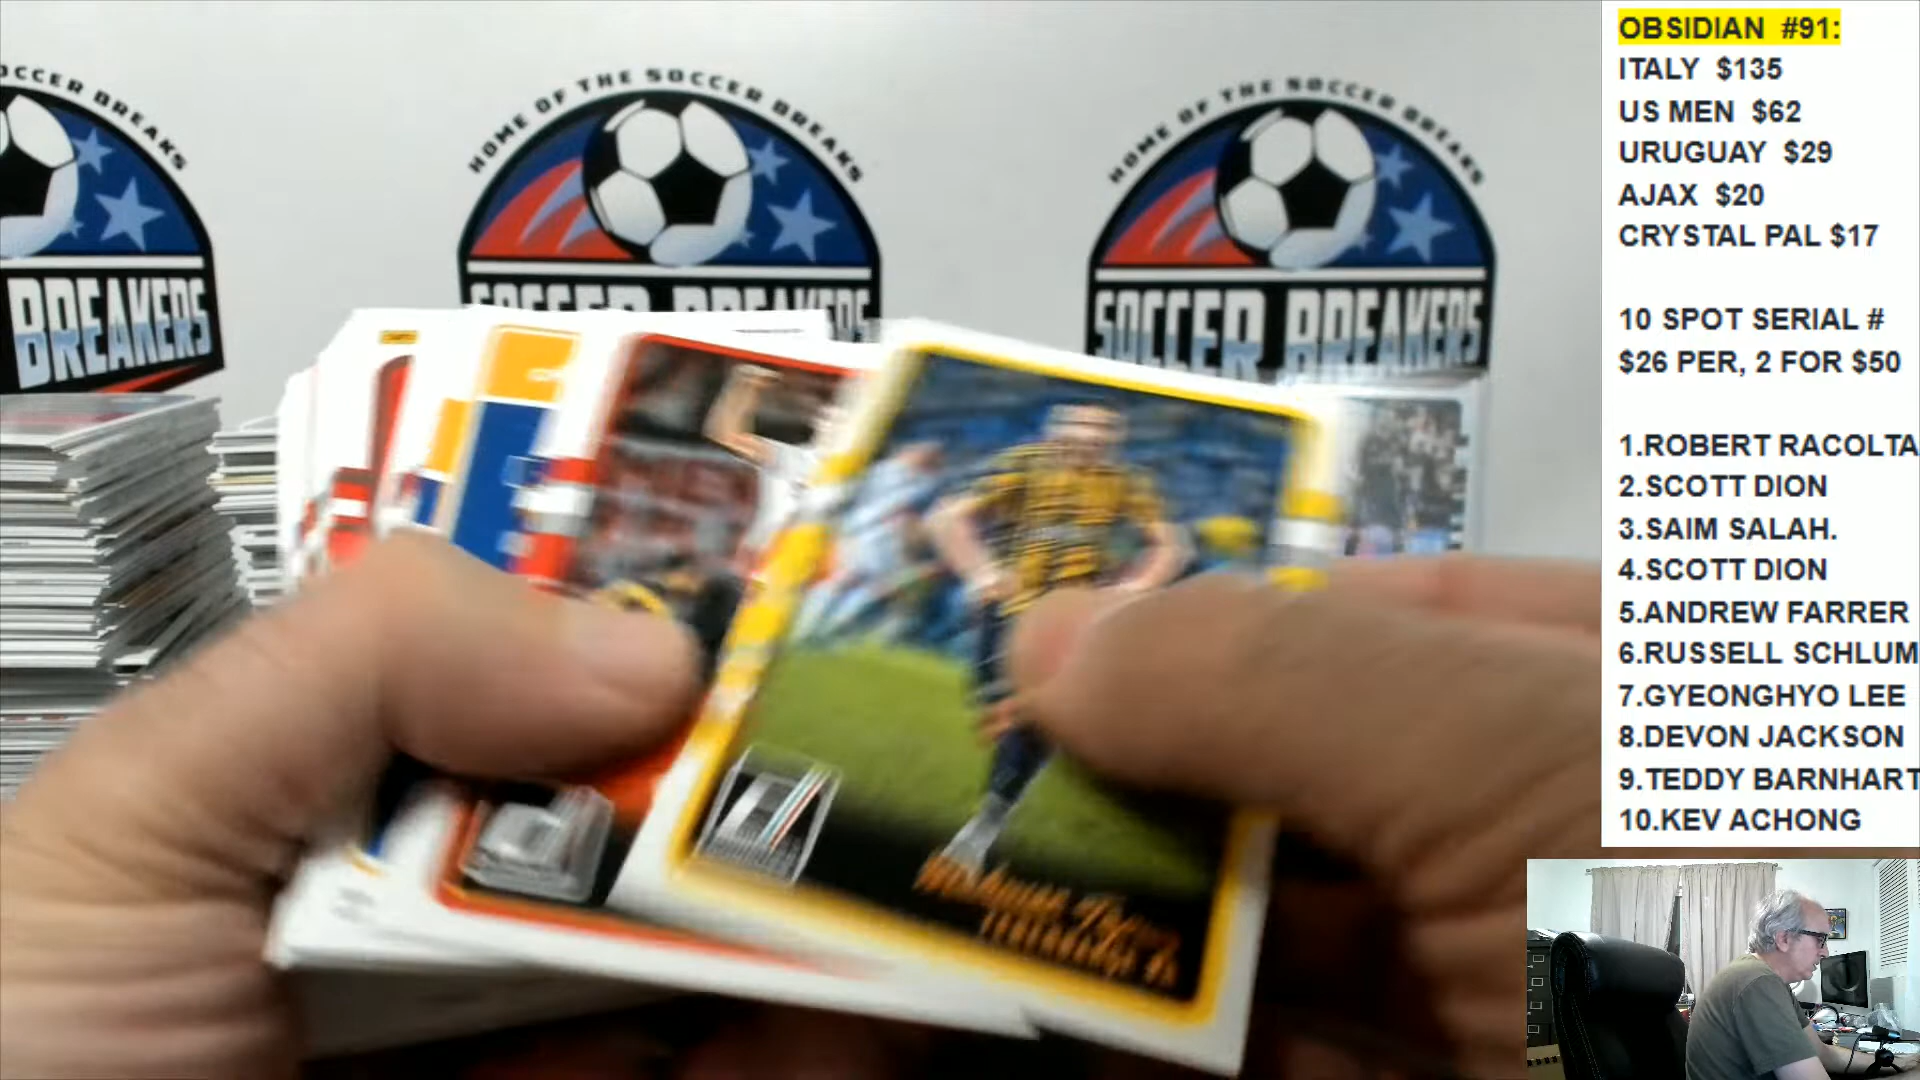 OCCER BREAKS
BREAKERS
HOME OF THE SOCCER BREAKS
SOCCER BREAKERS
HOME OF THE SOCCER BREAKS
SOCCER BREAKERS
OBSIDIAN #91:
ITALY $135
US MEN $62
URUGUAY $29
AJAX $20
CRYSTAL PAL $17
10 SPOT SERIAL #
$26 PER, 2 FOR $50
1.ROBERT RACOLTA
2.SCOTT DION
3.SAIM SALAH.
4.SCOTT DION
5.ANDREW FARRER
6.RUSSELL SCHLUM
7.GYEONGHYO LEE
8.DEVON JACKSON
9.TEDDY BARNHART
10.KEV ACHONG